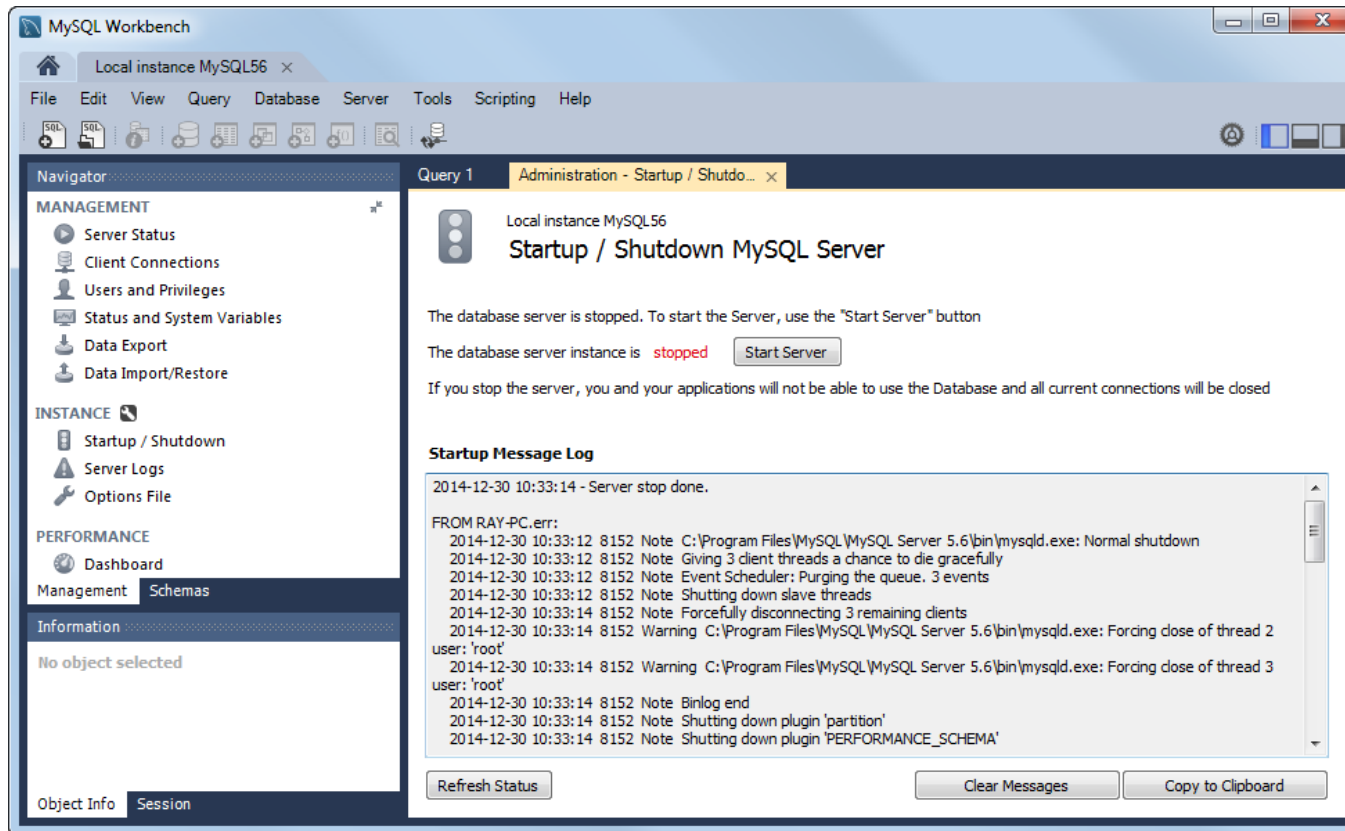 MySQL Workbench
Local instance MySQL56
File Edit View Query Database Server Tools Scripting Help
SQL SQL
Navigator
MANAGEMENT
Server Status
Client Connections
Users and Privileges
Status and System Variables
Data Export
Data Import/Restore
INSTANCE
Startup / Shutdown
Server Logs
Options File
PERFORMANCE
Dashboard
Management Schemas
Information
No object selected
Object Info Session
Query 1 Administration - Startup / Shutdo...
Local instance MySQL56
Startup / Shutdown MySQL Server
The database server is stopped. To start the Server, use the "Start Server" button
The database server instance is stopped Start Server
If you stop the server, you and your applications will not be able to use the Database and all current connections will be closed
Startup Message Log
2014-12-30 10:33:14 - Server stop done.
FROM RAY-PC.err:
2014-12-30 10:33:12 8152 Note C:\Program Files\MySQL\MySQL Server 5.6\bin\mysqld.exe: Normal shutdown
2014-12-30 10:33:12 8152 Note Giving 3 client threads a chance to die gracefully
2014-12-30 10:33:12 8152 Note Event Scheduler: Purging the queue. 3 events
2014-12-30 10:33:12 8152 Note Shutting down slave threads
2014-12-30 10:33:14 8152 Note Forcefully disconnecting 3 remaining clients
2014-12-30 10:33:14 8152 Warning C:\Program Files\MySQL\MySQL Server 5.6\bin\mysqld.exe: Forcing close of thread 2
user: 'root'
2014-12-30 10:33:14 8152 Warning C:\Program Files\MySQL\MySQL Server 5.6\bin\mysqld.exe: Forcing close of thread 3
user: 'root'
2014-12-30 10:33:14 8152 Note Binlog end
2014-12-30 10:33:14 8152 Note Shutting down plugin 'partition'
2014-12-30 10:33:14 8152 Note Shutting down plugin 'PERFORMANCE_SCHEMA'
Refresh Status Clear Messages Copy to Clipboard